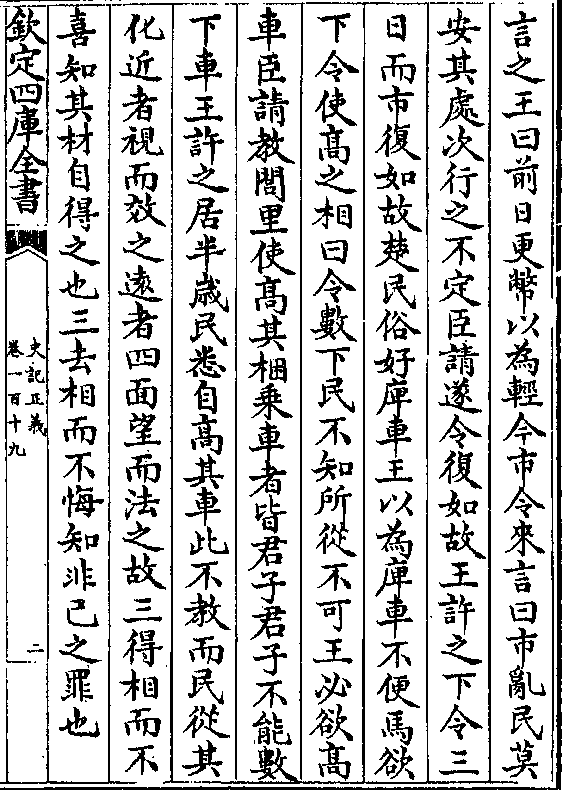 言之王曰前日更幣以為輕今市令來言曰市亂民莫
安其處次行之不定臣請遂令復如故王許之下令三
日而市復如故楚民俗好庳車王以為庳車不便馬欲
下令使髙之相曰令數下民不知所從不可王必欲髙
車臣請教閭里使髙其梱乗車者皆君子君子不能數
下車王許之居半歲民悉自髙其車此不教而民從其
化近者視而效之逺者四面望而法之故三得相而不
喜知其材自得之也三去相而不悔知非己之罪也
欽定四庫全書
史記正義
卷一百十九
二